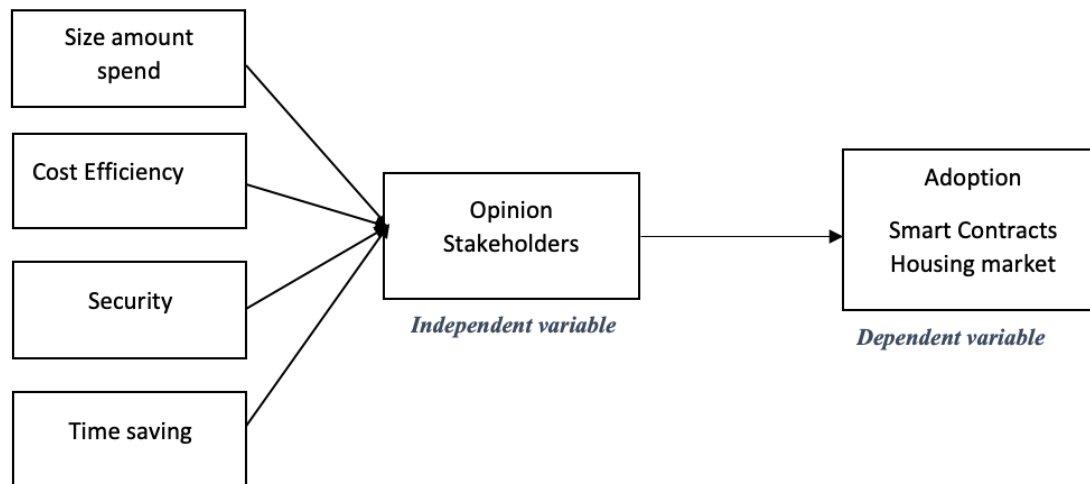 Size amount
spend
Cost Efficiency
Security
Time saving
Opinion
Stakeholders
Independent variable
Adoption
Smart Contracts
Housing market
Dependent variable